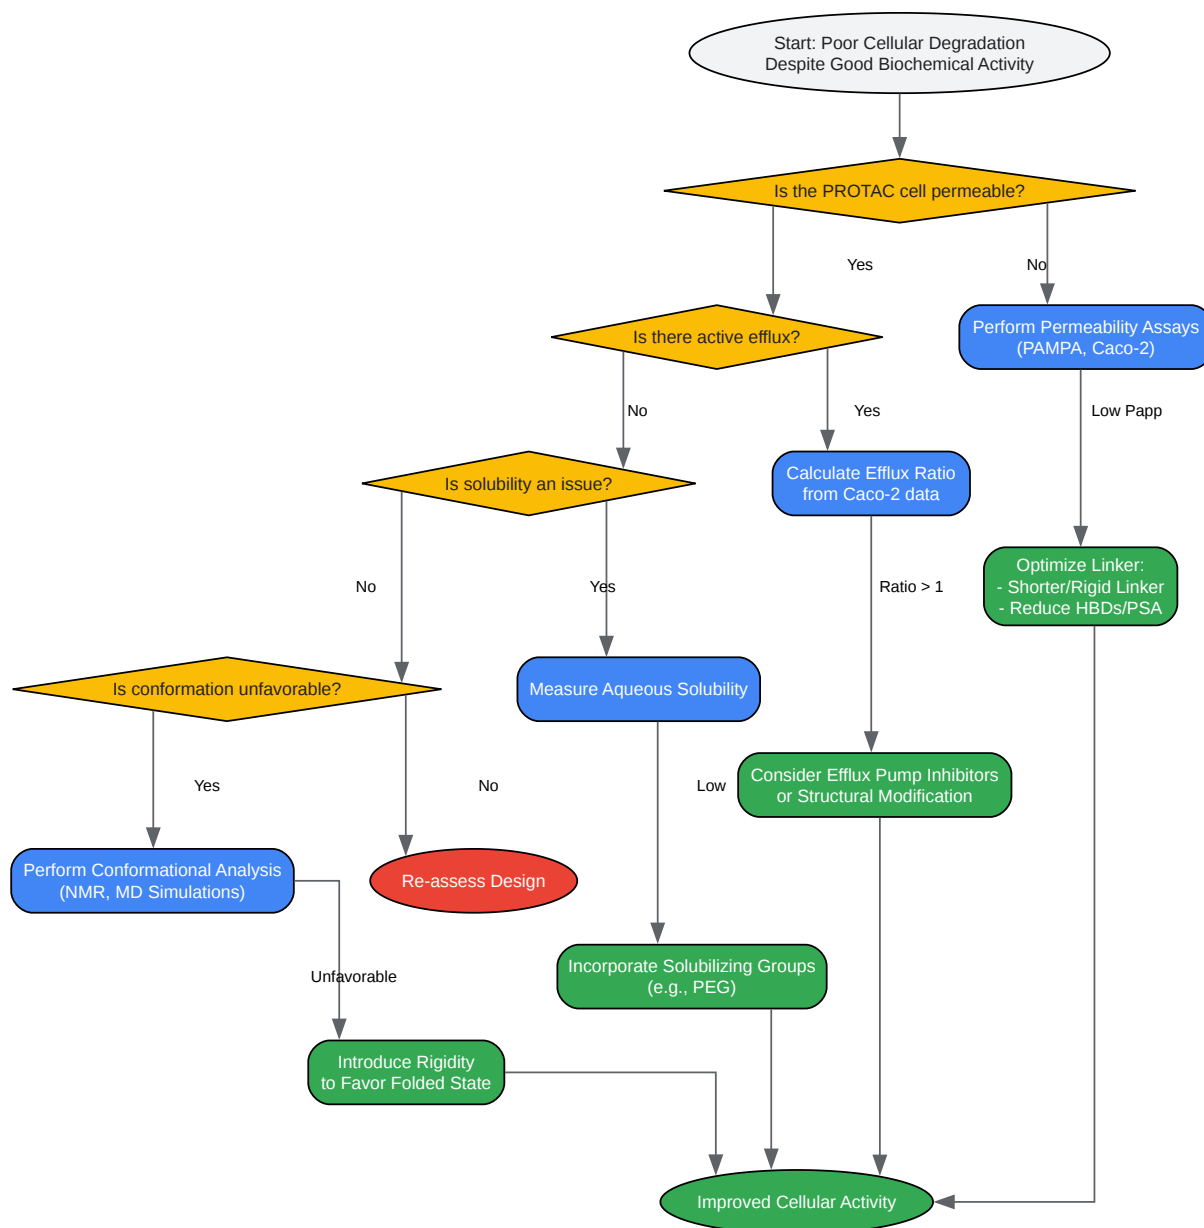 Start: Poor Cellular Degradation
Despite Good Biochemical Activity
Is the PROTAC cell permeable?
Yes
No
Is there active efflux?
Perform Permeability Assays
(PAMPA, Caco-2)
No
Yes
Low Papp
Is solubility an issue?
Calculate Efflux Ratio
from Caco-2 data
No
Yes
Ratio > 1
Optimize Linker:
- Shorter/Rigid Linker
- Reduce HBDs/PSA
Is conformation unfavorable?
Measure Aqueous Solubility
Yes
No
Low
Consider Efflux Pump Inhibitors
or Structural Modification
Perform Conformational Analysis
(NMR, MD Simulations)
Re-assess Design
Unfavorable
Incorporate Solubilizing Groups
(e.g., PEG)
Introduce Rigidity
to Favor Folded State
Improved Cellular Activity